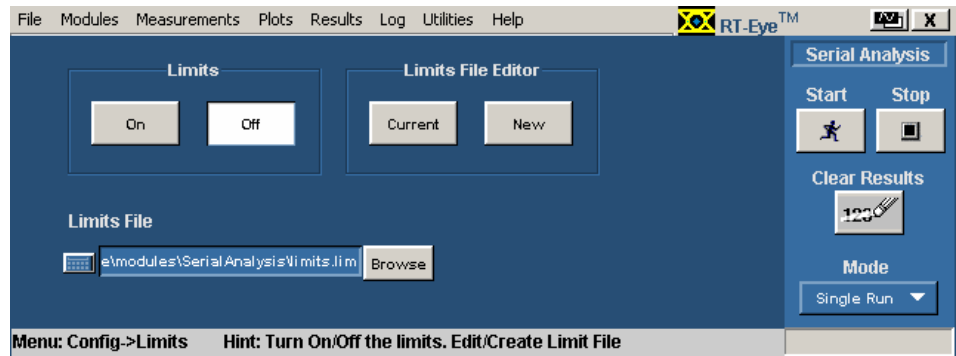 File Modules Measurements Plots Results Log Utilities Help RT-Eye™ X
Serial Analysis
Limits
On Off
Limits File Editor
Current New
Start Stop
Clear Results
123
Limits File
e\modules\SerialAnalysis\limits.lim Browse
Mode
Single Run
Menu: Config->Limits Hint: Turn On/Off the limits. Edit/Create Limit File